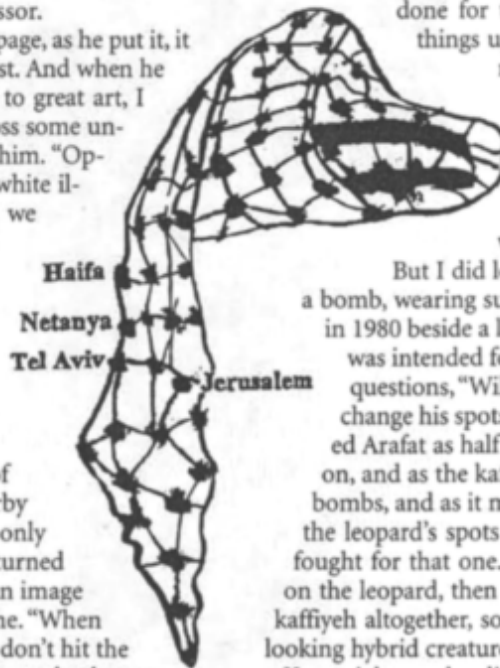 ssor.
page, as he put it, it
st. And when he
to great art, I
oss some un-
him. “Op-
white il-
we
of
rby
only
turned
n image
ne. “When
don’t hit the
Haifa
Netanya
Tel Aviv
Jerusalem
done for
things u
But I did l
a bomb, wearing su
in 1980 beside a
was intended f
questions, “Wi
change his spot
ed Arafat as half
on, and as the ka
bombs, and as it
the leopard’s spots
fought for that one.
on the leopard, then
kaffiyeh altogether, so
looking hybrid creatur